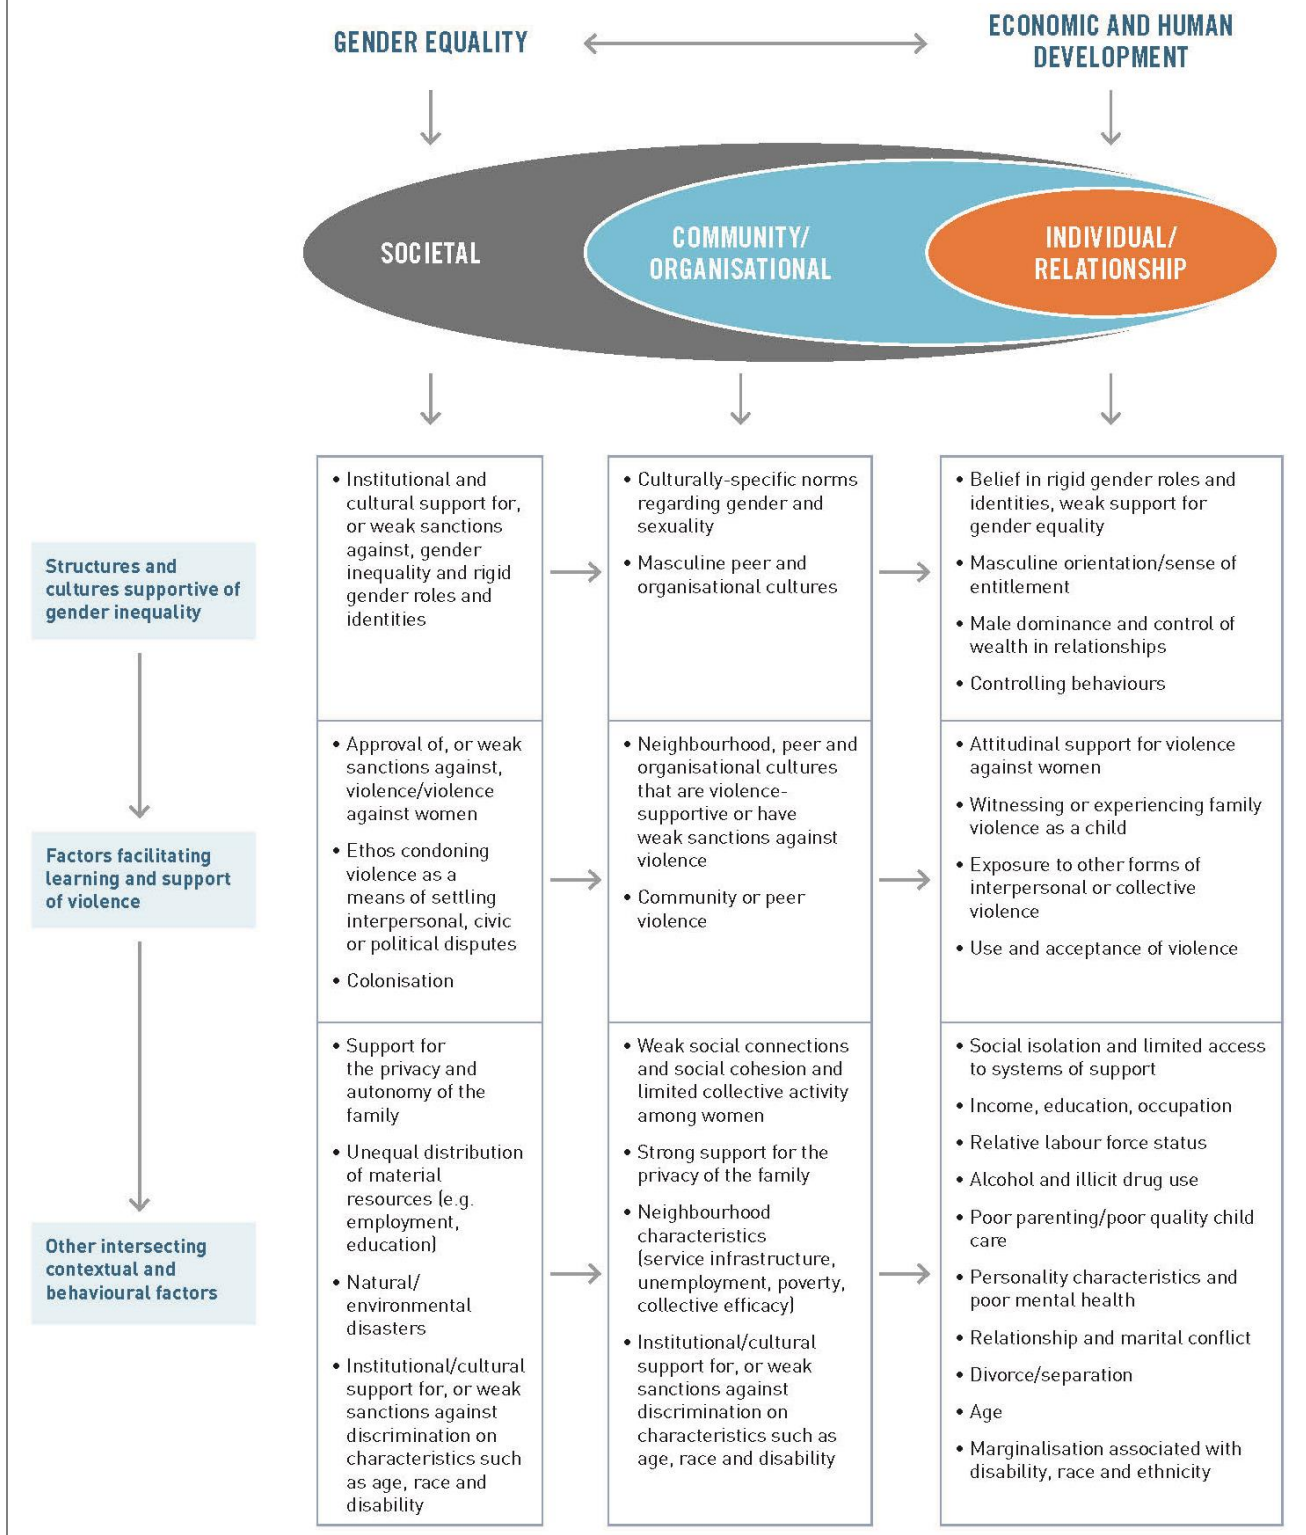 GENDER EQUALITY
ECONOMIC AND HUMAN
DEVELOPMENT
SOCIETAL
COMMUNITY/
ORGANISATIONAL
INDIVIDUAL/
RELATIONSHIP
Structures and
cultures supportive of
gender inequality
• Institutional and
cultural support for,
or weak sanctions
against, gender
inequality and rigid
gender roles and
identities
• Culturally-specific norms
regarding gender and
sexuality
• Masculine peer and
organisational cultures
• Belief in rigid gender roles and
identities, weak support for
gender equality
• Masculine orientation/sense of
entitlement
• Male dominance and control of
wealth in relationships
• Controlling behaviours
Factors facilitating
learning and support
of violence
• Approval of, or weak
sanctions against,
violence/violence
against women
• Ethos condoning
violence as a
means of settling
interpersonal, civic
or political disputes
• Colonisation
• Neighbourhood, peer and
organisational cultures
that are violence-
supportive or have
weak sanctions against
violence
• Community or peer
violence
• Attitudinal support for violence
against women
• Witnessing or experiencing family
violence as a child
• Exposure to other forms of
interpersonal or collective
violence
• Use and acceptance of violence
Other intersecting
contextual and
behavioural factors
• Support for
the privacy and
autonomy of the
family
• Unequal distribution
of material
resources (e.g.
employment,
education)
• Natural/
environmental
disasters
• Institutional/cultural
support for, or weak
sanctions against
discrimination on
characteristics such
as age, race and
disability
• Weak social connections
and social cohesion and
limited collective activity
among women
• Strong support for the
privacy of the family
• Neighbourhood
characteristics
(service infrastructure,
unemployment, poverty,
collective efficacy)
• Institutional/cultural
support for, or weak
sanctions against
discrimination on
characteristics such as
age, race and disability
• Social isolation and limited access
to systems of support
• Income, education, occupation
• Relative labour force status
• Alcohol and illicit drug use
• Poor parenting/poor quality child
care
• Personality characteristics and
poor mental health
• Relationship and marital conflict
• Divorce/separation
• Age
• Marginalisation associated with
disability, race and ethnicity